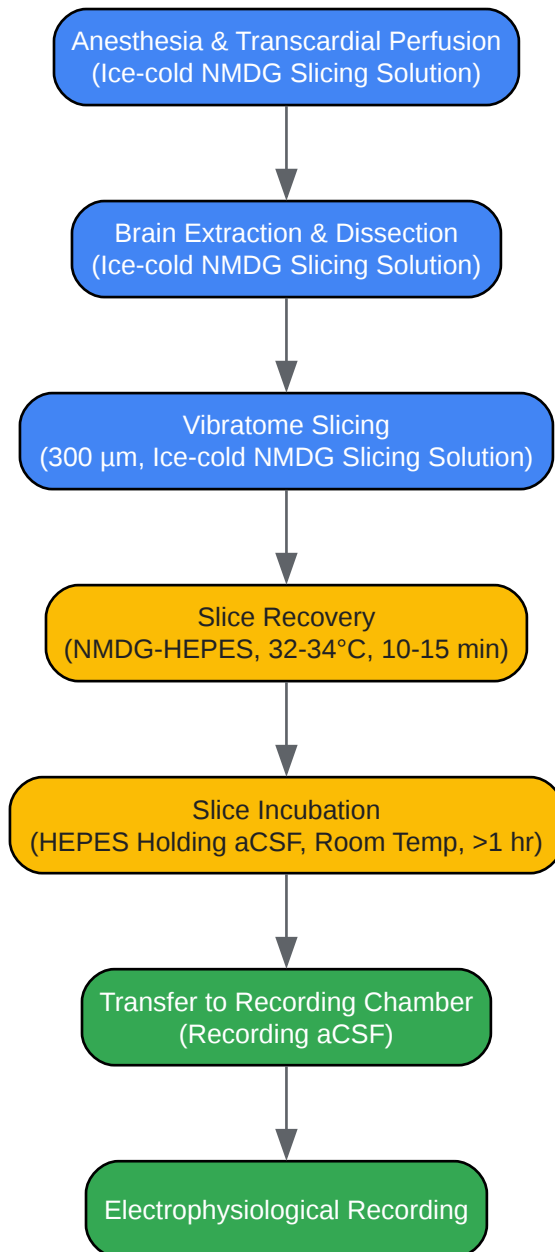 Anesthesia & Transcardial Perfusion
(Ice-cold NMDG Slicing Solution)
Brain Extraction & Dissection
(Ice-cold NMDG Slicing Solution)
Vibratome Slicing
(300 µm, Ice-cold NMDG Slicing Solution)
Slice Recovery
(NMDG-HEPES, 32-34°C, 10-15 min)
Slice Incubation
(HEPES Holding aCSF, Room Temp, >1 hr)
Transfer to Recording Chamber
(Recording aCSF)
Electrophysiological Recording